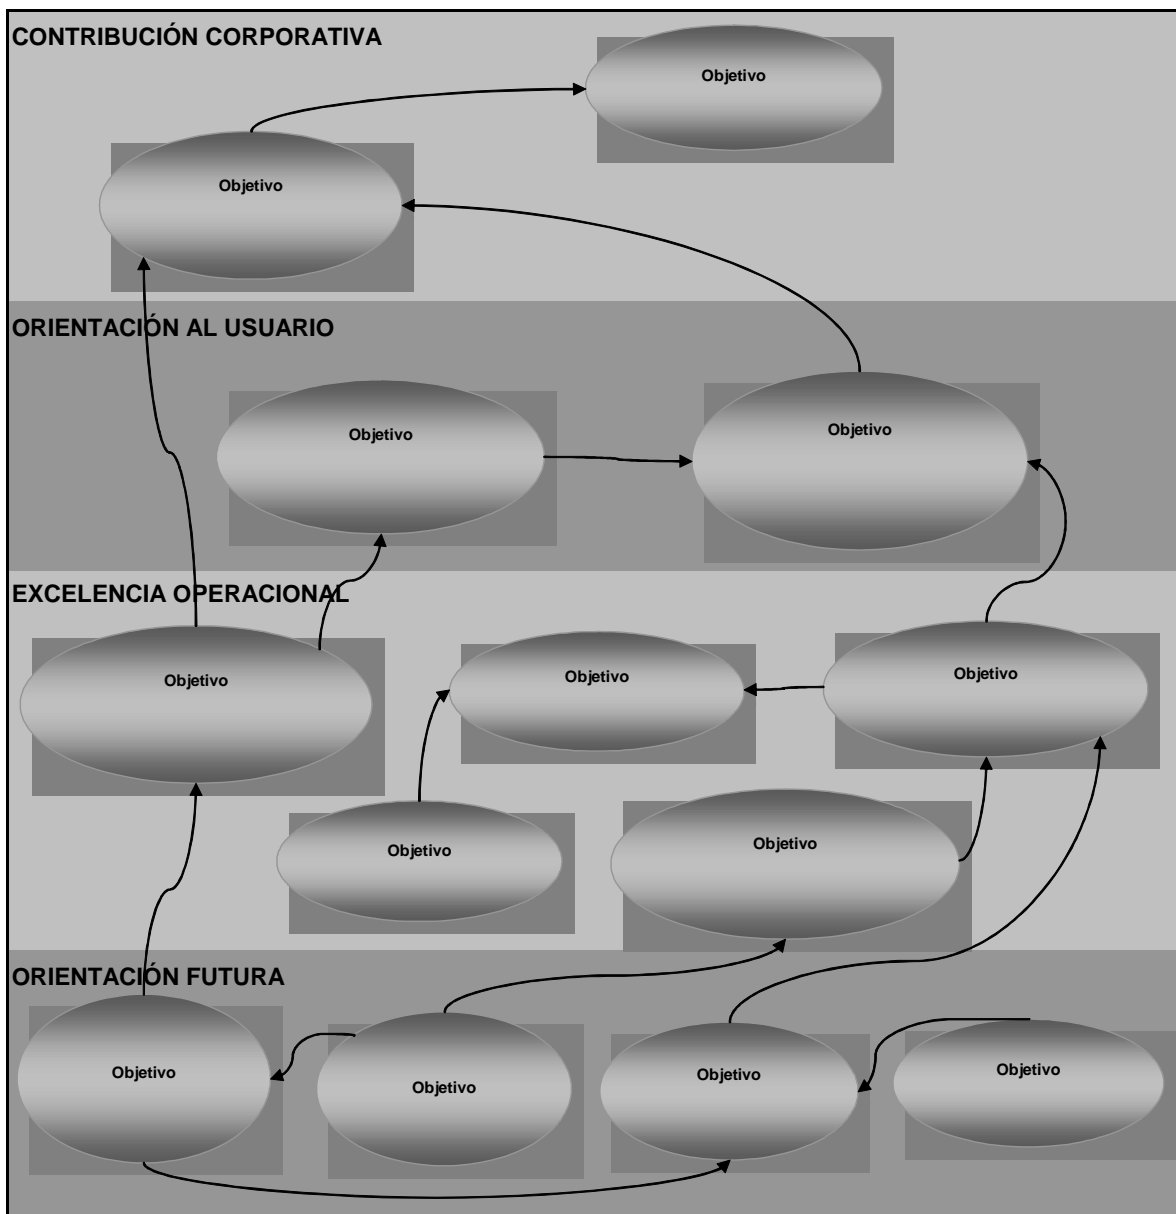 CONTRIBUCIÓN CORPORATIVA
Objetivo
Objetivo
ORIENTACIÓN AL USUARIO
Objetivo
Objetivo
EXCELENCIA OPERACIONAL
Objetivo
Objetivo
Objetivo
Objetivo
Objetivo
ORIENTACIÓN FUTURA
Objetivo
Objetivo
Objetivo
Objetivo